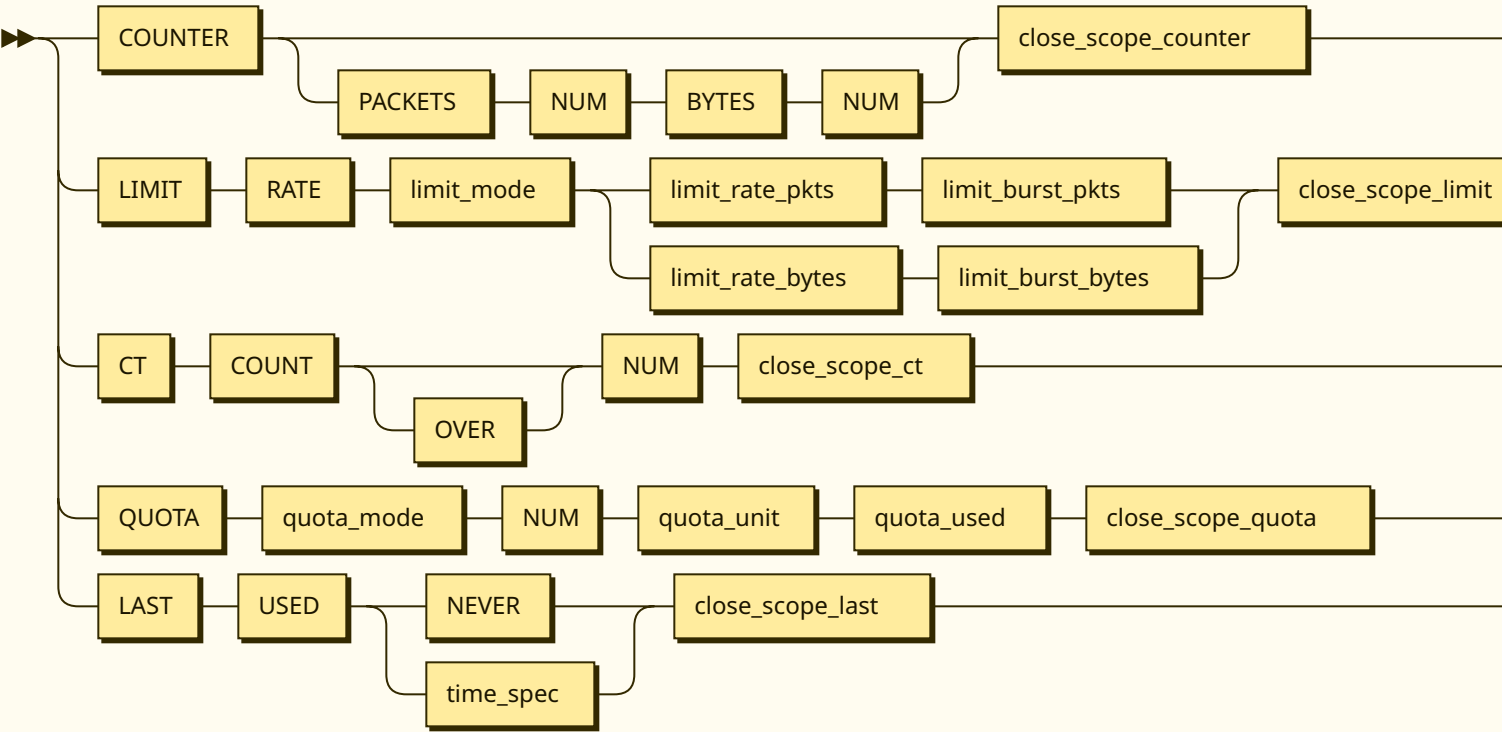 COUNTER close_scope_counter
PACKETS NUM BYTES NUM
LIMIT RATE limit_mode limit_rate_pkts limit_burst_pkts close_scope_limit
limit_rate_bytes limit_burst_bytes
CT COUNT NUM close_scope_ct
OVER
QUOTA quota_mode NUM quota_unit quota_used close_scope_quota
LAST USED NEVER close_scope_last
time_spec